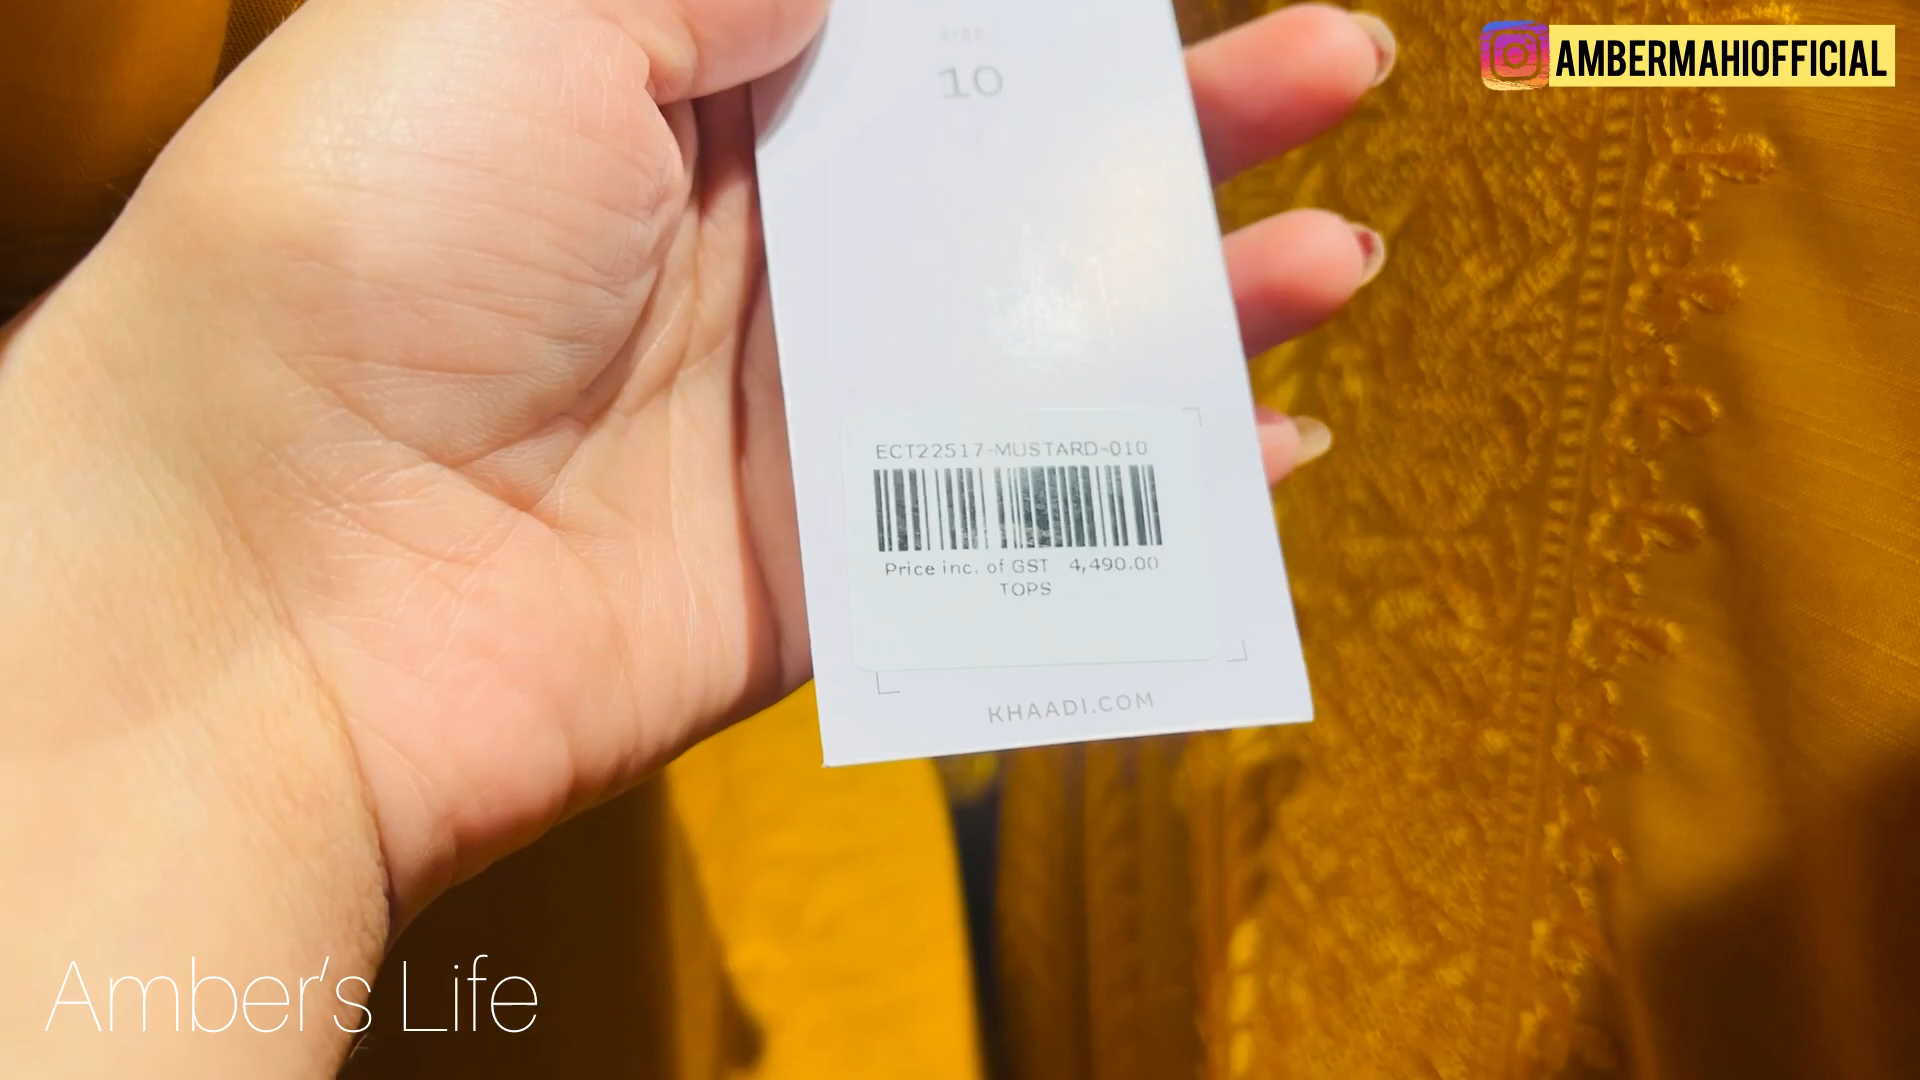 AMBERMAHIOFFICIAL
SIZE
10
ECT22517-MUSTARD-010
Price inc. of GST 4,490.00
TOPS
KHAADI.COM
Amber's Life